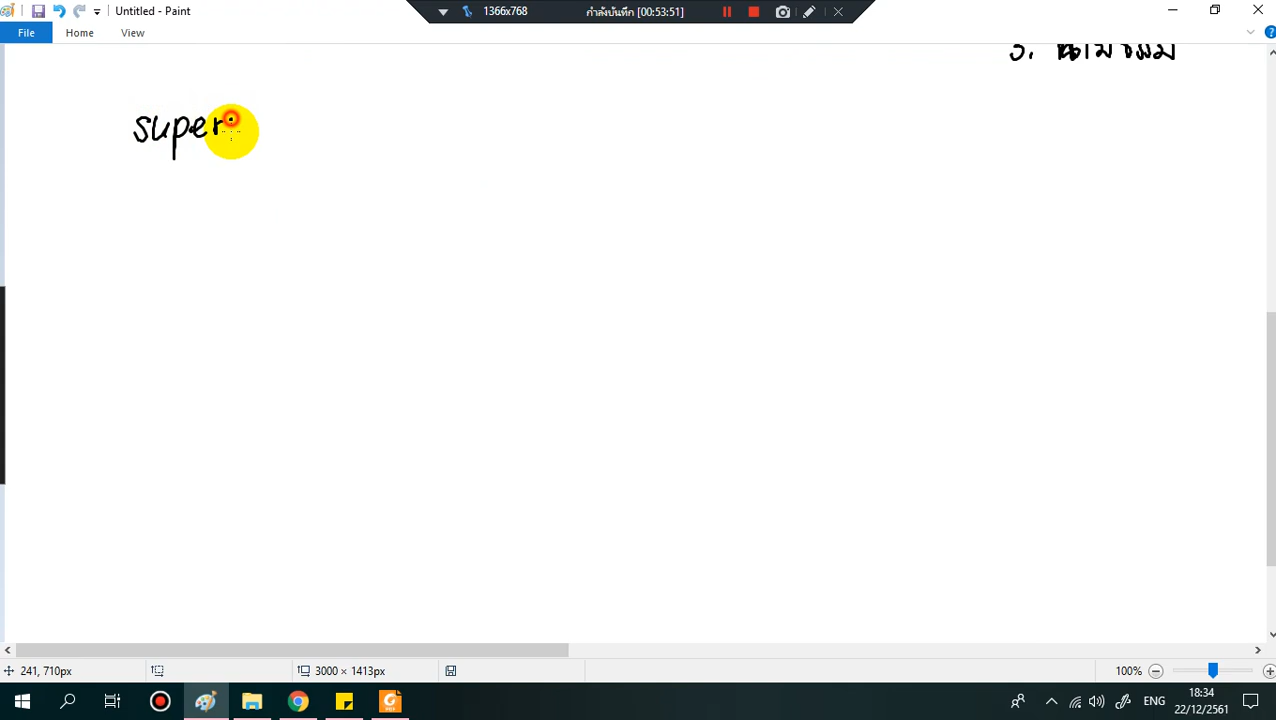 Untitled - Paint
1366x768
กำลังบันทึก [00:53:51]
File
Home
View
3.
super
241, 710px
3000 × 1413px
100%
ENG
18:34
22/12/2561